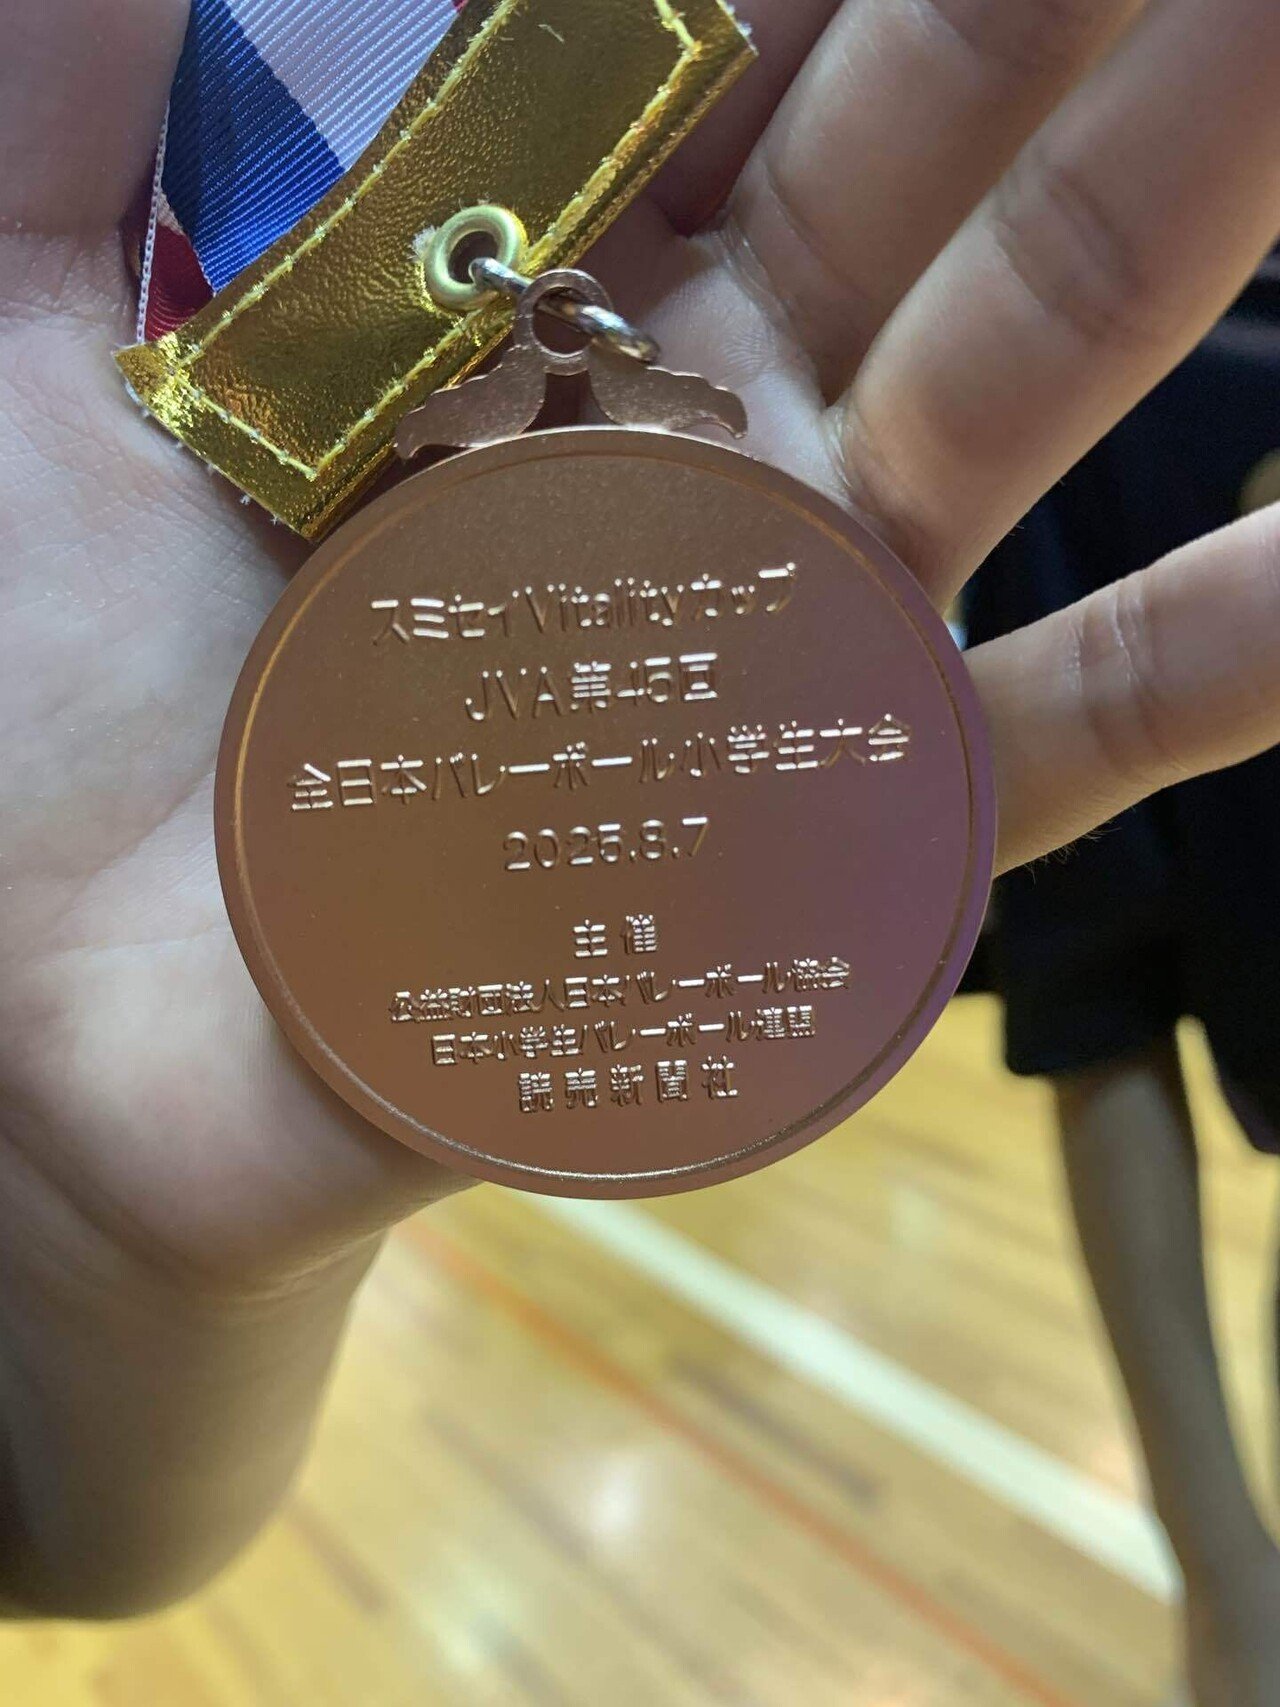 スミセイVitalityカップ
JVA第45回
全日本バレーボール小学生大会
2025.8.7
主催
公益財団法人日本バレーボール協会
日本小学生バレーボール連盟
読売新聞社